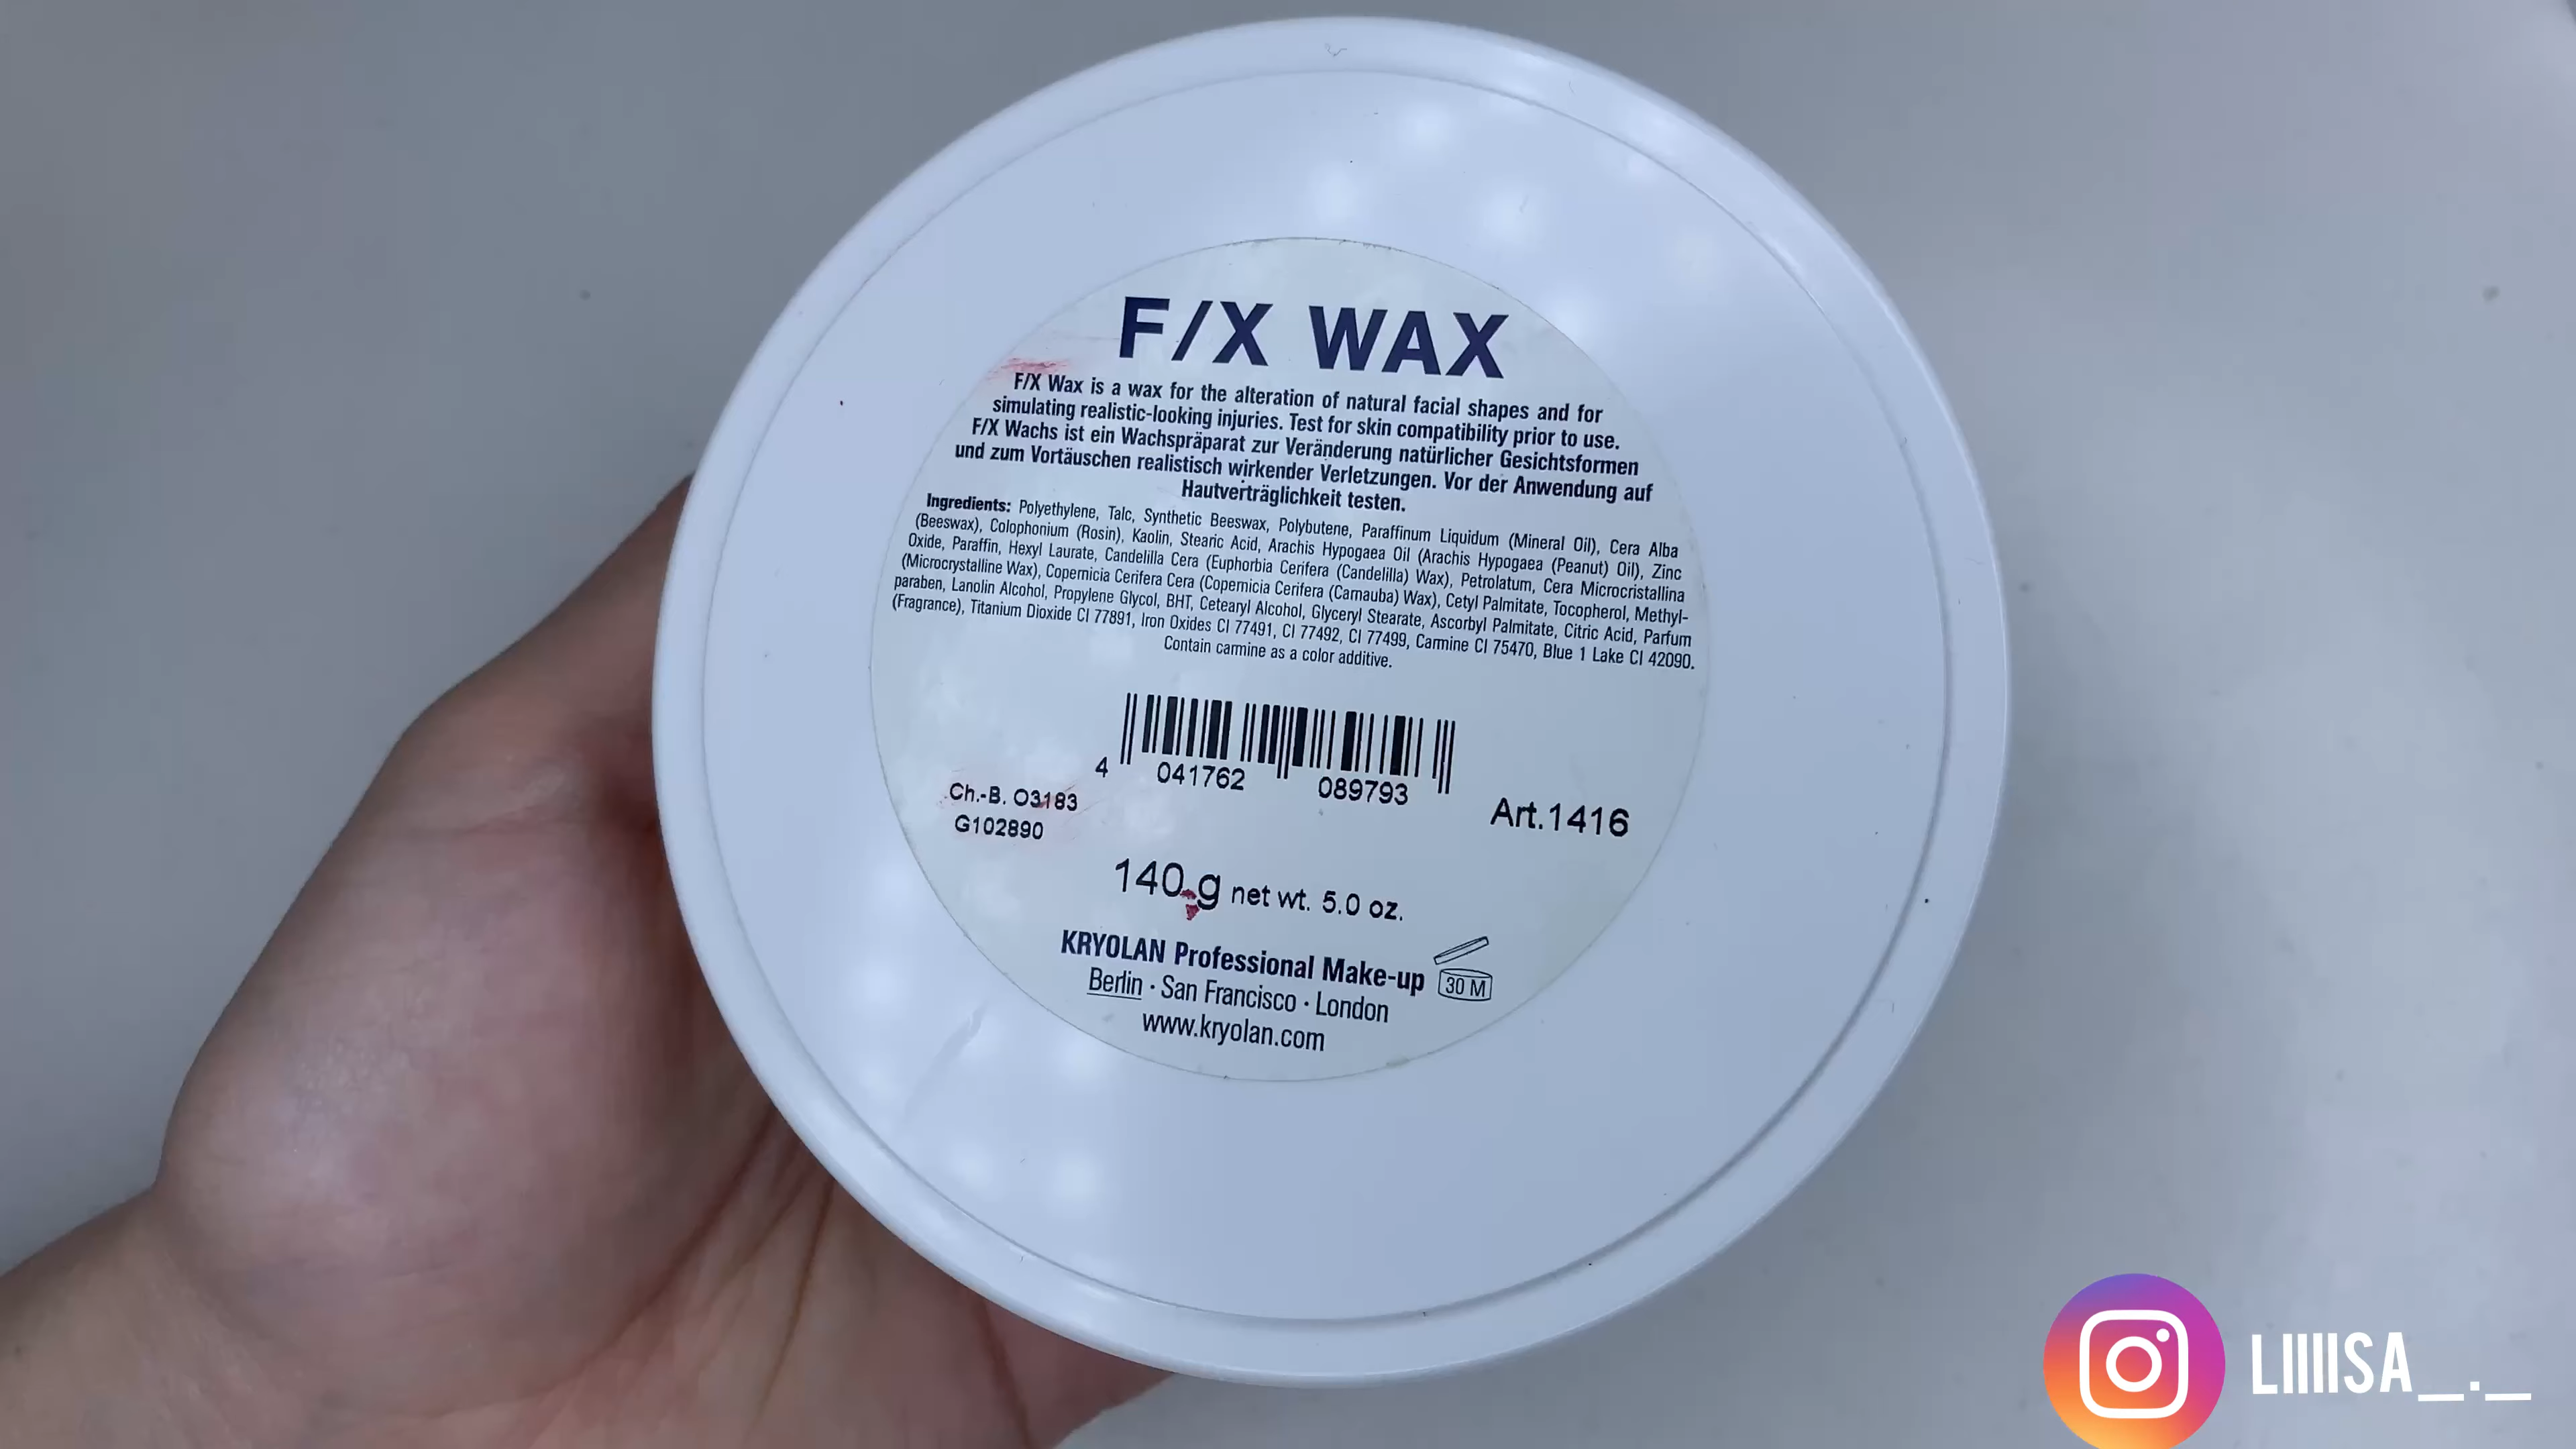 F/X WAX
F/X Wax is a wax for the alteration of natural facial shapes and for
simulating realistic-looking injuries. Test for skin compatibility prior to use.
F/X Wachs ist ein Wachspräparat zur Veränderung natürlicher Gesichtsformen
und zum Vortäuschen realistisch wirkender Verletzungen. Vor der Anwendung auf
Hautverträglichkeit testen.
Ingredients: Polyethylene, Talc, Synthetic Beeswax, Polybutene, Paraffinum Liquidum (Mineral Oil), Cera Alba
(Beeswax), Colophonium (Rosin), Kaolin, Stearic Acid, Arachis Hypogaea Oil (Arachis Hypogaea (Peanut) Oil), Zinc
Oxide, Paraffin, Hexyl Laurate, Candelilla Cera (Euphorbia Cerifera (Candelilla) Wax), Petrolatum, Cera Microcristallina
(Microcrystalline Wax), Copernicia Cerifera Cera (Copernicia Cerifera (Carnauba) Wax), Cetyl Palmitate, Tocopherol, Methyl-
paraben, Lanolin Alcohol, Propylene Glycol, BHT, Cetearyl Alcohol, Glyceryl Stearate, Ascorbyl Palmitate, Citric Acid, Parfum
(Fragrance), Titanium Dioxide CI 77891, Iron Oxides CI 77491, CI 77492, CI 77499, Carmine CI 75470, Blue 1 Lake CI 42090.
Contain carmine as a color additive.
4 041762 089793
Ch.-B. O3183
G102890
Art.1416
140 g net wt. 5.0 oz.
KRYOLAN Professional Make-up
30 M
Berlin · San Francisco · London
www.kryolan.com
LIIIISA__.__